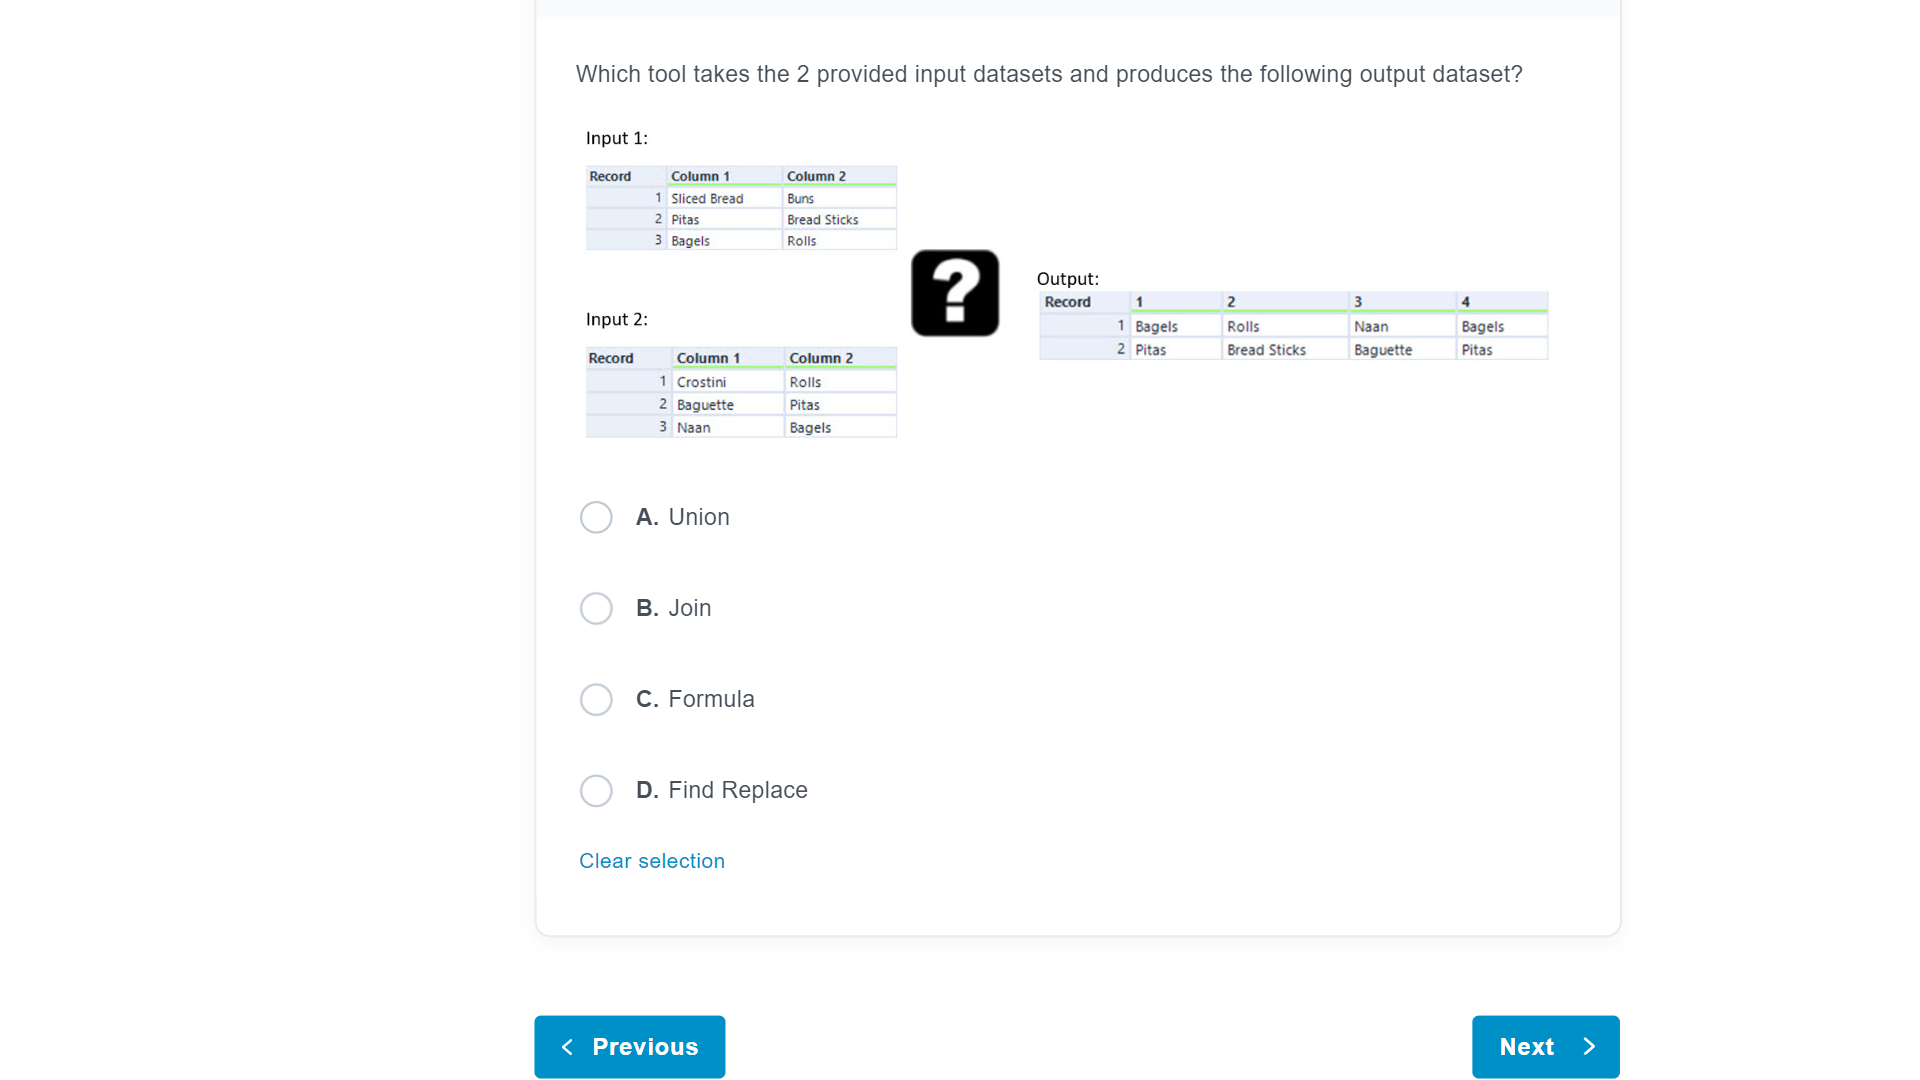 Which tool takes the 2 provided input datasets and produces the following output dataset?
Input 1:
Record Column 1 Column 2
1 Sliced Bread Buns
2 Pitas Bread Sticks
3 Bagels Rolls
?
Output:
Record 1 2 3 4
1 Bagels Rolls Naan Bagels
2 Pitas Bread Sticks Baguette Pitas
Input 2:
Record Column 1 Column 2
1 Crostini Rolls
2 Baguette Pitas
3 Naan Bagels
A. Union
B. Join
C. Formula
D. Find Replace
Clear selection
Previous
Next